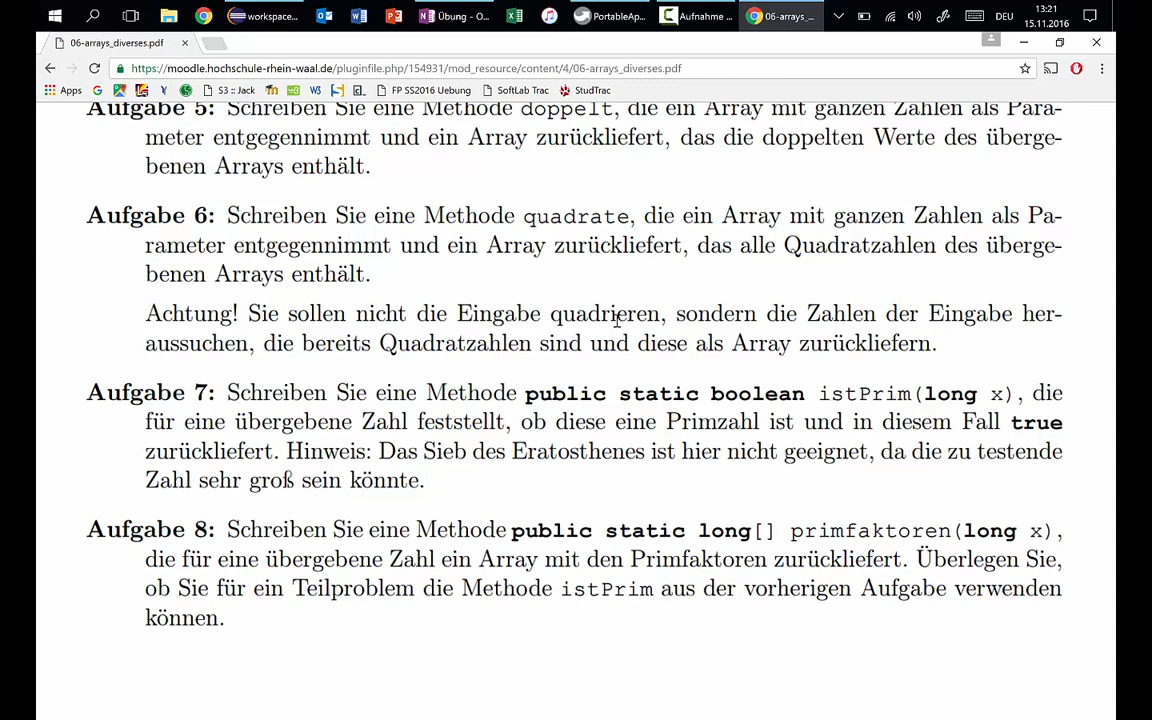 workspace...
Übung - O...
PortableAp...
Aufnahme ...
06-arrays_...
DEU
13:21
15.11.2016
06-arrays_diverses.pdf
https://moodle.hochschule-rhein-waal.de/pluginfile.php/154931/mod_resource/content/4/06-arrays_diverses.pdf
Apps
S3 :: Jack
FP SS2016 Uebung
SoftLab Trac
StudTrac
Aufgabe 5: Schreiben Sie eine Methode doppelt, die ein Array mit ganzen Zahlen als Para-
meter entgegennimmt und ein Array zurückliefert, das die doppelten Werte des überge-
benen Arrays enthält.
Aufgabe 6: Schreiben Sie eine Methode quadrate, die ein Array mit ganzen Zahlen als Pa-
rameter entgegennimmt und ein Array zurückliefert, das alle Quadratzahlen des überge-
benen Arrays enthält.
Achtung! Sie sollen nicht die Eingabe quadrieren, sondern die Zahlen der Eingabe her-
aussuchen, die bereits Quadratzahlen sind und diese als Array zurückliefern.
Aufgabe 7: Schreiben Sie eine Methode public static boolean istPrim(long x), die
für eine übergebene Zahl feststellt, ob diese eine Primzahl ist und in diesem Fall true
zurückliefert. Hinweis: Das Sieb des Eratosthenes ist hier nicht geeignet, da die zu testende
Zahl sehr groß sein könnte.
Aufgabe 8: Schreiben Sie eine Methode public static long[] primfaktoren(long x),
die für eine übergebene Zahl ein Array mit den Primfaktoren zurückliefert. Überlegen Sie,
ob Sie für ein Teilproblem die Methode istPrim aus der vorherigen Aufgabe verwenden
können.